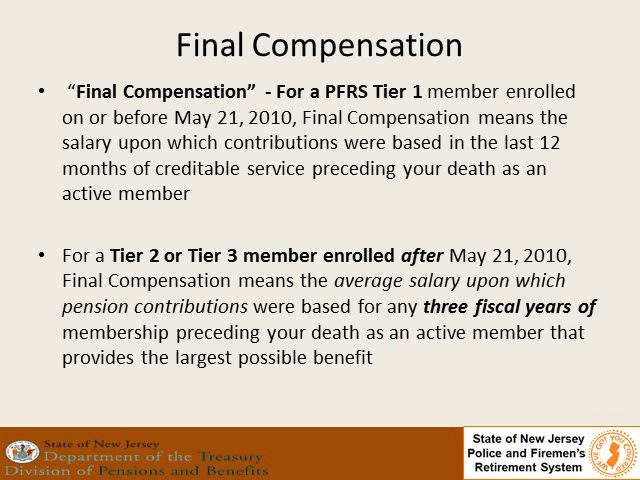 Final Compensation
• “Final Compensation” - For a PFRS Tier 1 member enrolled
on or before May 21, 2010, Final Compensation means the
salary upon which contributions were based in the last 12
months of creditable service preceding your death as an
active member
• For a Tier 2 or Tier 3 member enrolled after May 21, 2010,
Final Compensation means the average salary upon which
pension contributions were based for any three fiscal years of
membership preceding your death as an active member that
provides the largest possible benefit
State of New Jersey
Department of the Treasury
Division of Pensions and Benefits
State of New Jersey
Police and Firemen’s
Retirement System
WE'VE GOT YOU COVERED